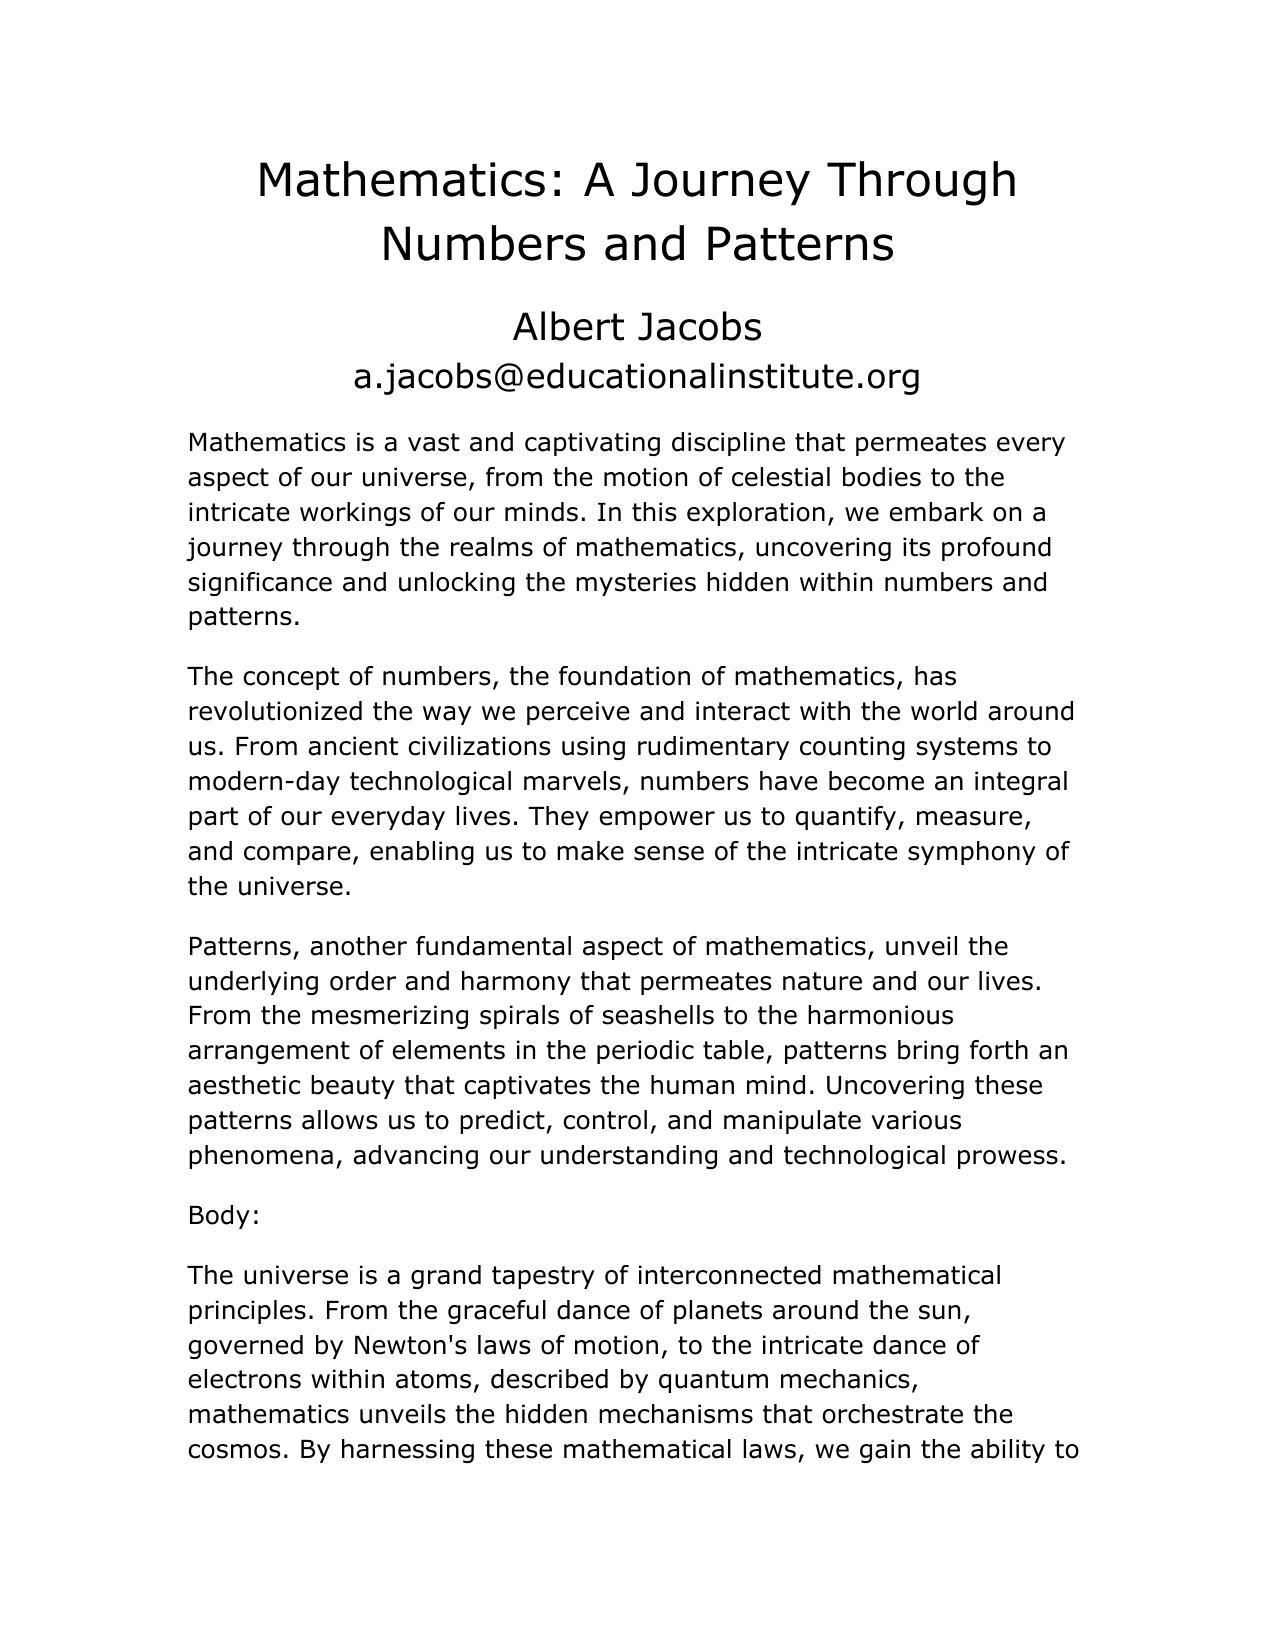 Mathematics: A Journey Through
Numbers and Patterns
Albert Jacobs
a.jacobs@educationalinstitute.org
Mathematics is a vast and captivating discipline that permeates every
aspect of our universe, from the motion of celestial bodies to the
intricate workings of our minds. In this exploration, we embark on a
journey through the realms of mathematics, uncovering its profound
significance and unlocking the mysteries hidden within numbers and
patterns.
The concept of numbers, the foundation of mathematics, has
revolutionized the way we perceive and interact with the world around
us. From ancient civilizations using rudimentary counting systems to
modern-day technological marvels, numbers have become an integral
part of our everyday lives. They empower us to quantify, measure,
and compare, enabling us to make sense of the intricate symphony of
the universe.
Patterns, another fundamental aspect of mathematics, unveil the
underlying order and harmony that permeates nature and our lives.
From the mesmerizing spirals of seashells to the harmonious
arrangement of elements in the periodic table, patterns bring forth an
aesthetic beauty that captivates the human mind. Uncovering these
patterns allows us to predict, control, and manipulate various
phenomena, advancing our understanding and technological prowess.
Body:
The universe is a grand tapestry of interconnected mathematical
principles. From the graceful dance of planets around the sun,
governed by Newton's laws of motion, to the intricate dance of
electrons within atoms, described by quantum mechanics,
mathematics unveils the hidden mechanisms that orchestrate the
cosmos. By harnessing these mathematical laws, we gain the ability to